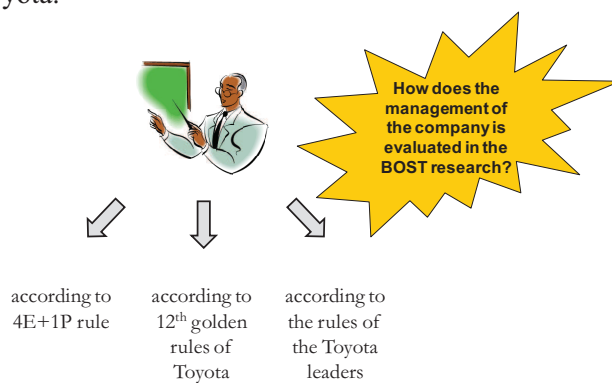 yota.
How does the
management of
the company is
evaluated in the
BOST research?
according to
4E+1P rule
according to
12th golden
rules of
Toyota
according to
the rules of
the Toyota
leaders